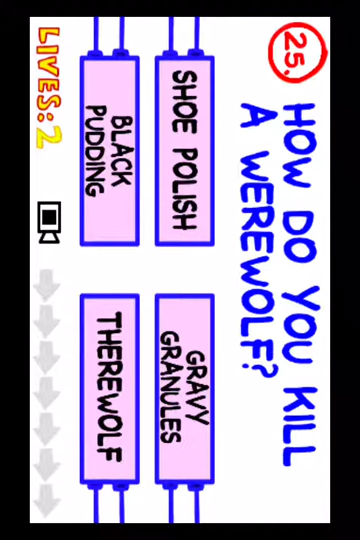 25.
HOW DO YOU KILL
A WEREWOLF?
SHOE POLISH
GRAVY
GRANULES
BLACK
PUDDING
THEREWOLF
LIVES:2